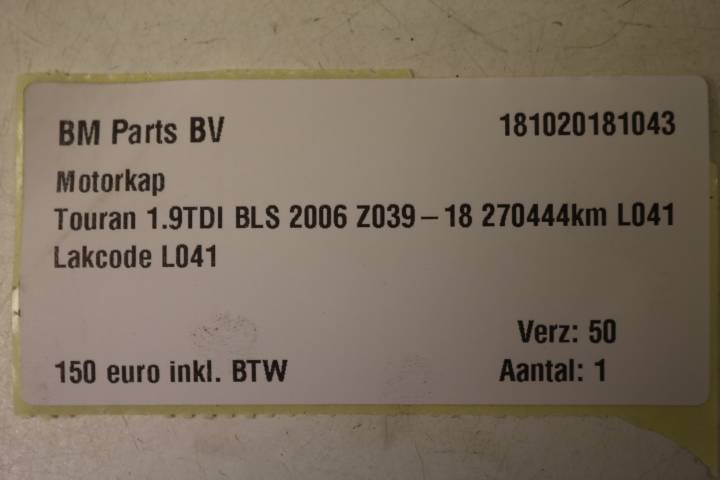 BM Parts BV 181020181043
Motorkap
Touran 1.9TDI BLS 2006 Z039-18 270444km L041
Lakcode L041
Verz: 50
150 euro inkl. BTW Aantal: 1